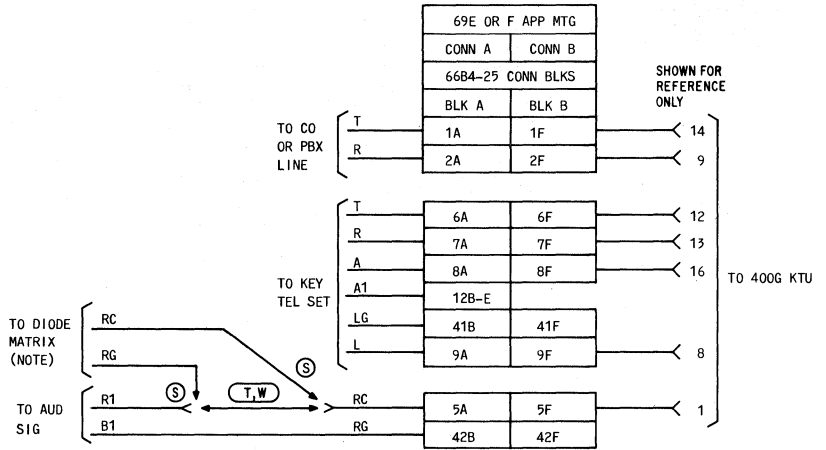 69E OR F APP MTG
CONN A CONN B
66B4-25 CONN BLKS
BLK A BLK B
SHOWN FOR
REFERENCE
ONLY
TO CO
OR PBX
LINE
T 1A 1F 14
R 2A 2F 9
TO KEY
TEL SET
T 6A 6F 12
R 7A 7F 13
A 8A 8F 16
A1 12B-E
LG 41B 41F
L 9A 9F 8
TO 400G KTU
TO DIODE
MATRIX
(NOTE)
RC
RG
S
S
T,W
TO AUD
SIG
R1 RC 5A 5F 1
B1 RG 42B 42F